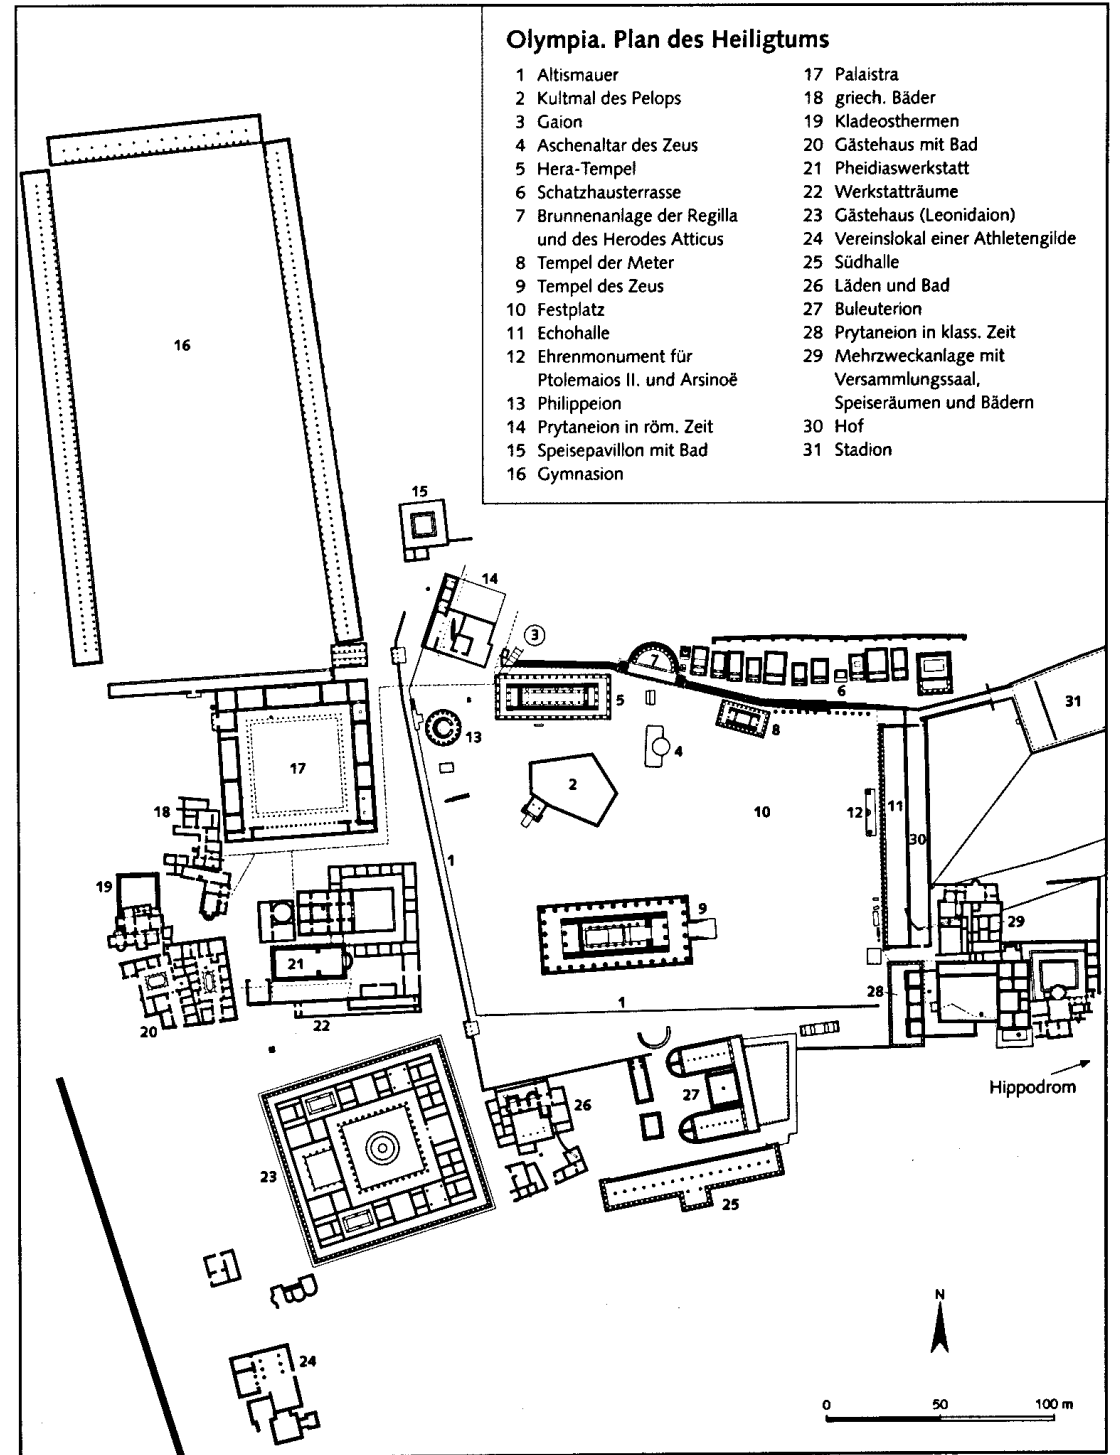 Olympia. Plan des Heiligtums
1 Altismauer
2 Kultmal des Pelops
3 Gaion
4 Aschenaltar des Zeus
5 Hera-Tempel
6 Schatzhausterrasse
7 Brunnenanlage der Regilla
und des Herodes Atticus
8 Tempel der Meter
9 Tempel des Zeus
10 Festplatz
11 Echohalle
12 Ehrenmonument für
Ptolemaios II. und Arsinoë
13 Philippeion
14 Prytaneion in röm. Zeit
15 Speisepavillon mit Bad
16 Gymnasion
17 Palaistra
18 griech. Bäder
19 Kladeosthermen
20 Gästehaus mit Bad
21 Pheidiaswerkstatt
22 Werkstatträume
23 Gästehaus (Leonidaion)
24 Vereinslokal einer Athletengilde
25 Südhalle
26 Läden und Bad
27 Buleuterion
28 Prytaneion in klass. Zeit
29 Mehrzweckanlage mit
Versammlungssaal,
Speiseräumen und Bädern
30 Hof
31 Stadion
16
15
14
3
7
6
5
31
13
8
4
17
2
10
12
11
18
30
1
19
9
29
21
28
20
22
1
Hippodrom
27
26
23
25
N
24
0 50 100 m